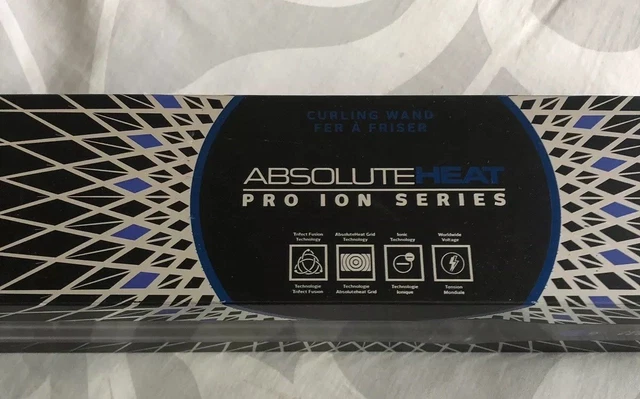 CURLING WAND
FER À FRISER
ABSOLUTEHEAT
PRO ION SERIES
Trifect Fusion
Technology
AbsoluteHeat Grid
Technology
Ionic
Technology
Worldwide
Voltage
Technologie
Trifect Fusion
Technologie
Absoluteheat Grid
Technologie
Ionique
Tension
Mondiale